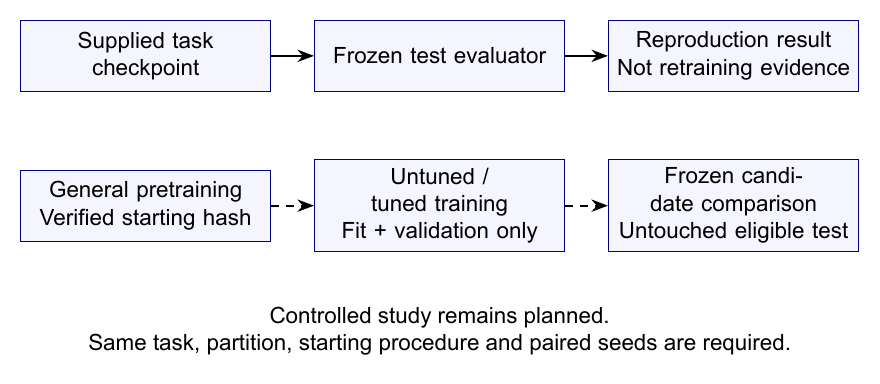 Supplied task
checkpoint
Frozen test evaluator
Reproduction result
Not retraining evidence
General pretraining
Verified starting hash
Untuned /
tuned training
Fit + validation only
Frozen candi-
date comparison
Untouched eligible test
Controlled study remains planned.
Same task, partition, starting procedure and paired seeds are required.